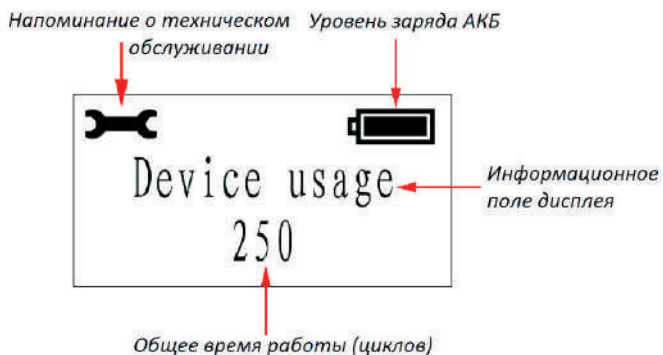 Напоминание о техническом
обслуживании
Уровень заряда АКБ
Device usage
250
Информационное
поле дисплея
Общее время работы (циклов)